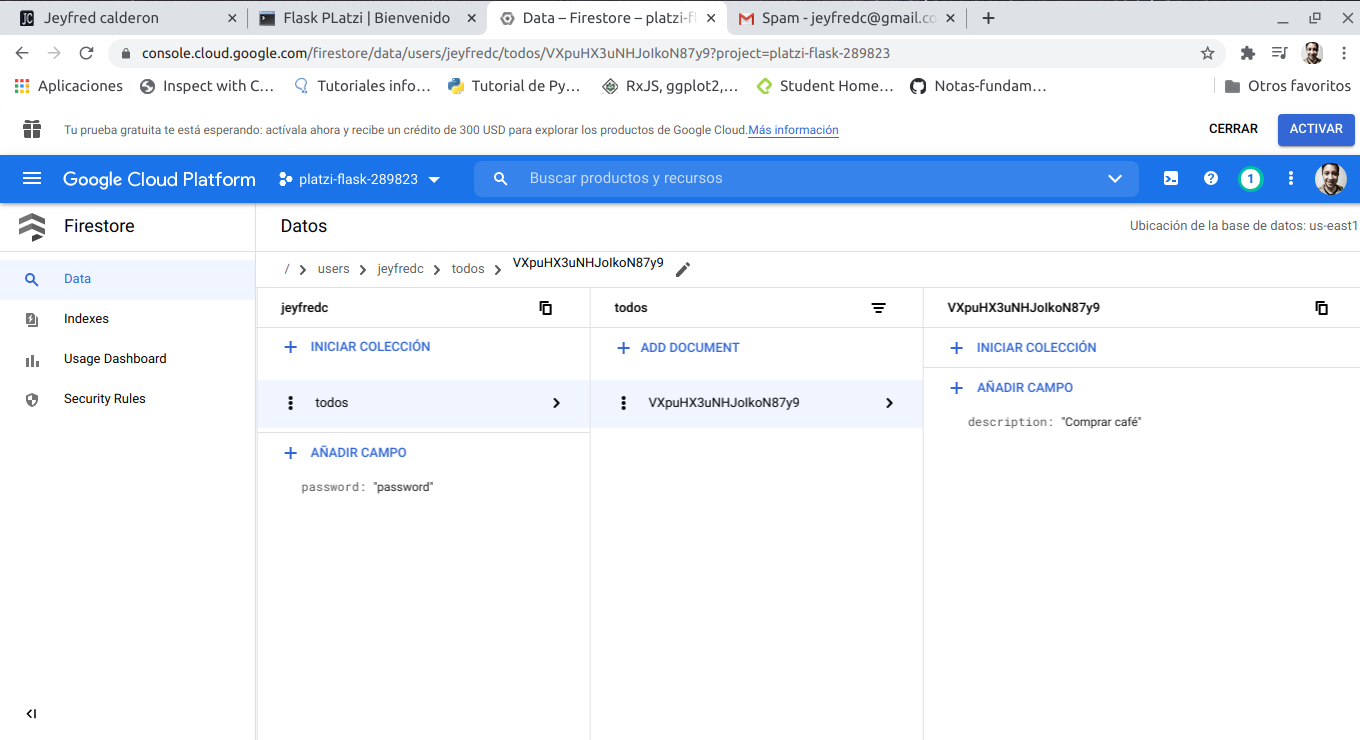 Jeyfred calderon
Flask PLatzi | Bienvenido
Data – Firestore – platzi-fl
Spam - jeyfredc@gmail.co
console.cloud.google.com/firestore/data/users/jeyfredc/todos/VXpuHX3uNHJoIkoN87y9?project=platzi-flask-289823
Aplicaciones
Inspect with C…
Tutoriales info…
Tutorial de Py…
RxJS, ggplot2,…
Student Home…
Notas-fundam…
Otros favoritos
Tu prueba gratuita te está esperando: actívala ahora y recibe un crédito de 300 USD para explorar los productos de Google Cloud.Más información
CERRAR
ACTIVAR
Google Cloud Platform
platzi-flask-289823
Buscar productos y recursos
1
Firestore
Datos
Ubicación de la base de datos: us-east1
Data
Indexes
Usage Dashboard
Security Rules
/ > users > jeyfredc > todos > VXpuHX3uNHJoIkoN87y9
jeyfredc
+ INICIAR COLECCIÓN
todos
+ AÑADIR CAMPO
password: "password"
todos
+ ADD DOCUMENT
VXpuHX3uNHJoIkoN87y9
VXpuHX3uNHJoIkoN87y9
+ INICIAR COLECCIÓN
+ AÑADIR CAMPO
description: "Comprar café"